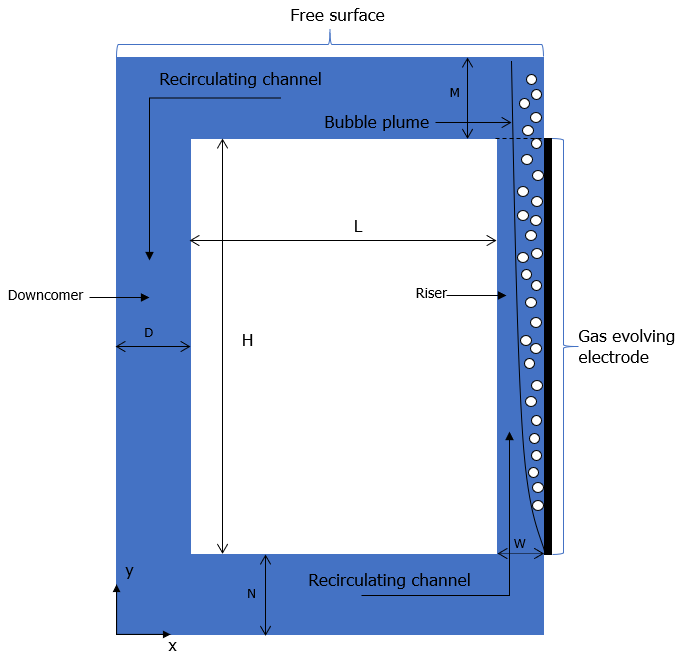 Free surface
Recirculating channel
M
Bubble plume
L
Downcomer
Riser
D
H
Gas evolving
electrode
W
Recirculating channel
N
y
x